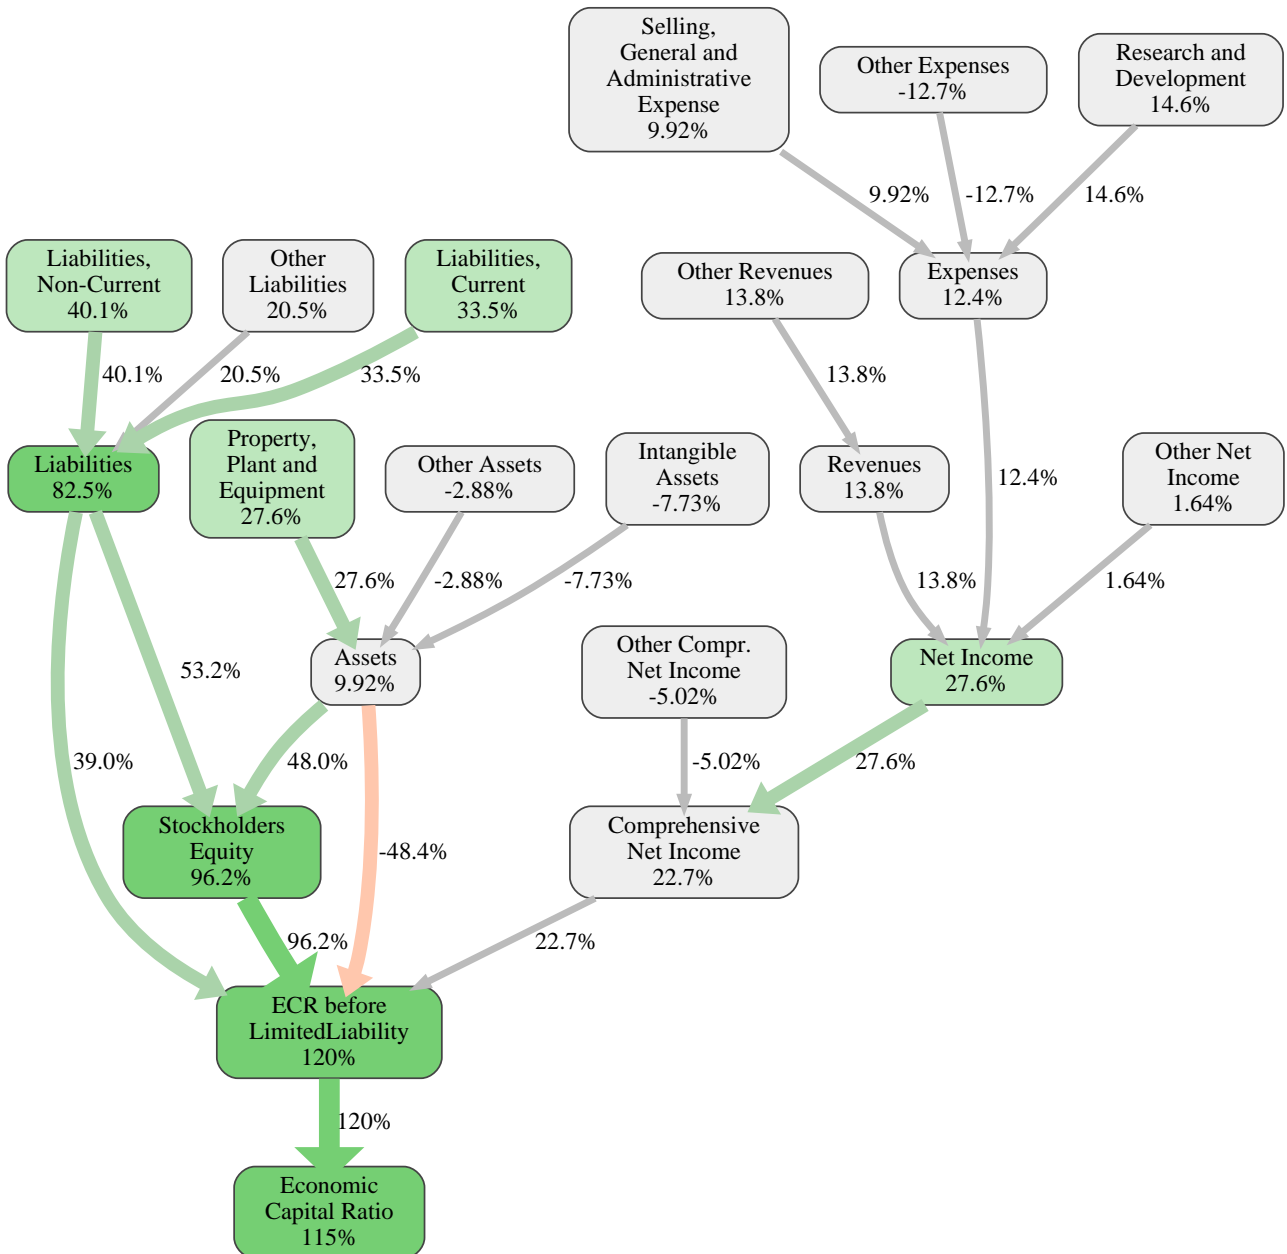 Selling,
General and
Administrative
Expense
9.92%
Other Expenses
-12.7%
Research and
Development
14.6%
9.92%
-12.7%
14.6%
Liabilities,
Non-Current
40.1%
Other
Liabilities
20.5%
Liabilities,
Current
33.5%
Other Revenues
13.8%
Expenses
12.4%
40.1%
20.5%
33.5%
13.8%
Liabilities
82.5%
Property,
Plant and
Equipment
27.6%
Other Assets
-2.88%
Intangible
Assets
-7.73%
Revenues
13.8%
12.4%
Other Net
Income
1.64%
27.6%
-2.88%
-7.73%
13.8%
1.64%
53.2%
Assets
9.92%
Other Compr.
Net Income
-5.02%
Net Income
27.6%
39.0%
48.0%
-48.4%
-5.02%
27.6%
Stockholders
Equity
96.2%
Comprehensive
Net Income
22.7%
96.2%
22.7%
ECR before
LimitedLiability
120%
120%
Economic
Capital Ratio
115%